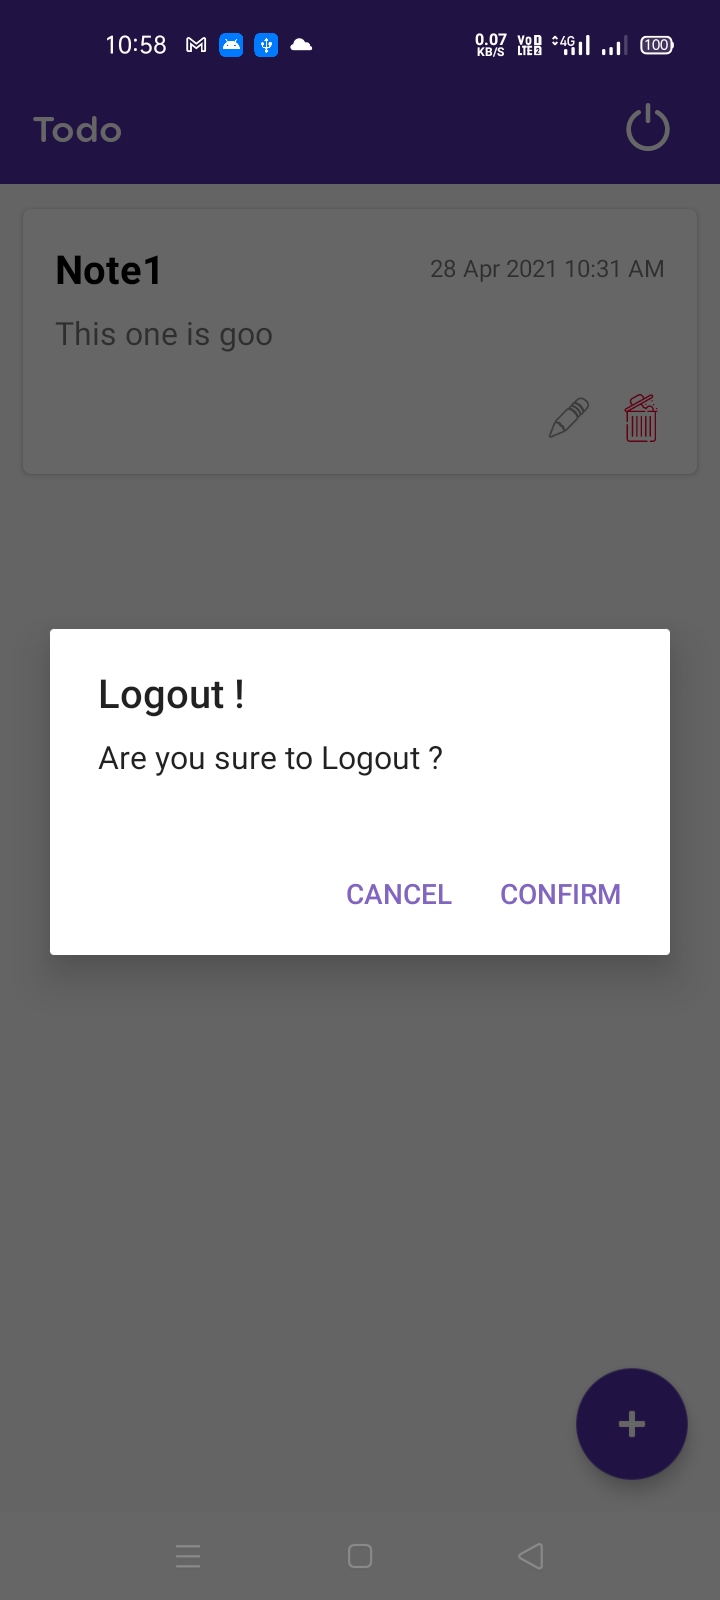 10:58
0.07 KB/S VoD LTE2 4G 100
Todo
Note1
28 Apr 2021 10:31 AM
This one is goo
Logout !
Are you sure to Logout ?
CANCEL CONFIRM
+